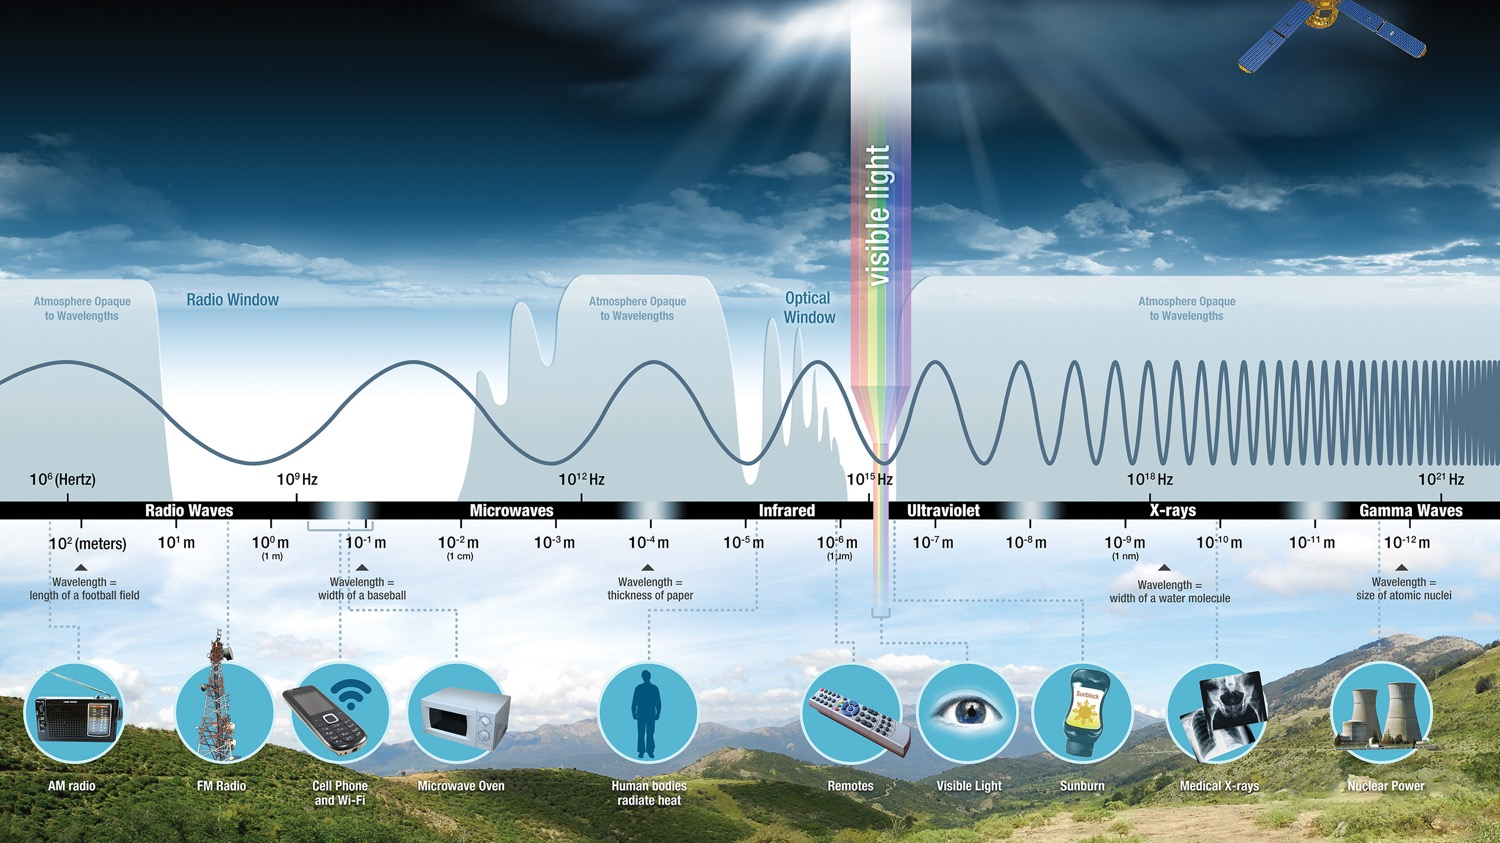 visible light
Atmosphere Opaque
to Wavelengths
Radio Window
Atmosphere Opaque
to Wavelengths
Optical
Window
Atmosphere Opaque
to Wavelengths
10⁶ (Hertz)
10⁹ Hz
10¹² Hz
10¹⁵ Hz
10¹⁸ Hz
10²¹ Hz
Radio Waves
Microwaves
Infrared
Ultraviolet
X-rays
Gamma Waves
10² (meters)
10¹ m
10⁰ m
(1 m)
10⁻¹ m
10⁻² m
(1 cm)
10⁻³ m
10⁻⁴ m
10⁻⁵ m
10⁻⁶ m
(1 µm)
10⁻⁷ m
10⁻⁸ m
10⁻⁹ m
(1 nm)
10⁻¹⁰ m
10⁻¹¹ m
10⁻¹² m
Wavelength =
length of a football field
Wavelength =
width of a baseball
Wavelength =
thickness of paper
Wavelength =
width of a water molecule
Wavelength =
size of atomic nuclei
Sunblock
AM radio
FM Radio
Cell Phone
and Wi-Fi
Microwave Oven
Human bodies
radiate heat
Remotes
Visible Light
Sunburn
Medical X-rays
Nuclear Power